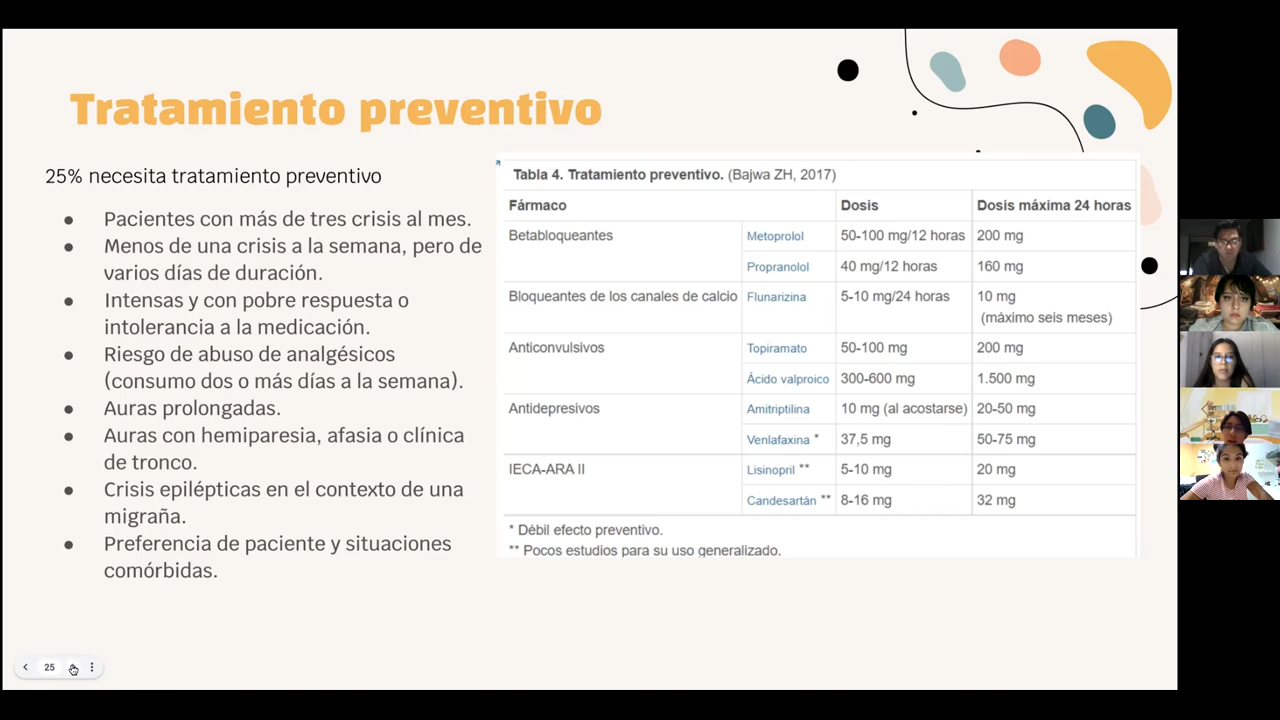 Tratamiento preventivo
25% necesita tratamiento preventivo
● Pacientes con más de tres crisis al mes.
● Menos de una crisis a la semana, pero de
varios días de duración.
● Intensas y con pobre respuesta o
intolerancia a la medicación.
● Riesgo de abuso de analgésicos
(consumo dos o más días a la semana).
● Auras prolongadas.
● Auras con hemiparesia, afasia o clínica
de tronco.
● Crisis epilépticas en el contexto de una
migraña.
● Preferencia de paciente y situaciones
comórbidas.
Tabla 4. Tratamiento preventivo. (Bajwa ZH, 2017)
Fármaco Dosis Dosis máxima 24 horas
Betabloqueantes Metoprolol 50-100 mg/12 horas 200 mg
Propranolol 40 mg/12 horas 160 mg
Bloqueantes de los canales de calcio Flunarizina 5-10 mg/24 horas 10 mg
(máximo seis meses)
Anticonvulsivos Topiramato 50-100 mg 200 mg
Ácido valproico 300-600 mg 1.500 mg
Antidepresivos Amitriptilina 10 mg (al acostarse) 20-50 mg
Venlafaxina * 37,5 mg 50-75 mg
IECA-ARA II Lisinopril ** 5-10 mg 20 mg
Candesartán ** 8-16 mg 32 mg
* Débil efecto preventivo.
** Pocos estudios para su uso generalizado.
25